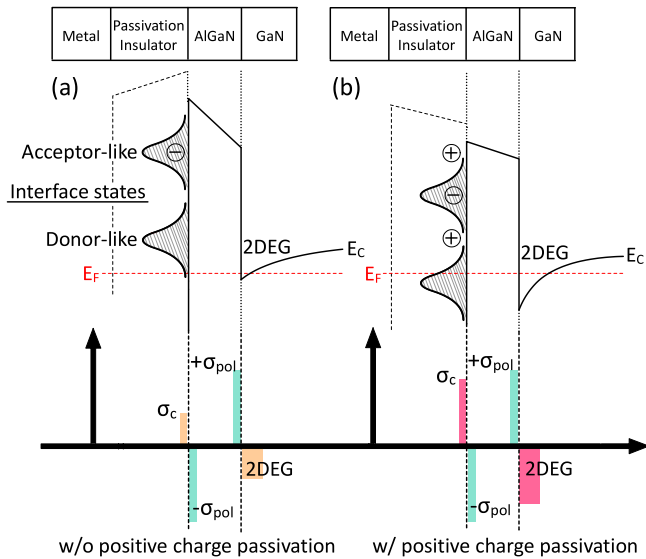 Metal Passivation Insulator AlGaN GaN
Metal Passivation Insulator AlGaN GaN
(a)
Acceptor-like −
Interface states
Donor-like
2DEG
E_C
E_F
+σ_pol
σ_c
2DEG
-σ_pol
w/o positive charge passivation
(b)
+
−
+
2DEG
E_C
E_F
+σ_pol
σ_c
2DEG
-σ_pol
w/ positive charge passivation